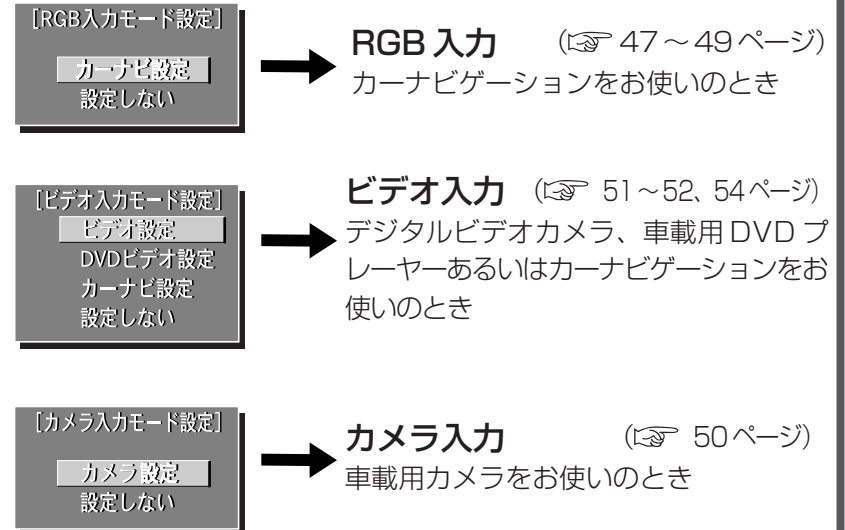 [RGB入力モード設定]
カーナビ設定
設定しない
RGB 入力 (☞ 47～49ページ)
カーナビゲーションをお使いのとき
[ビデオ入力モード設定]
ビデオ設定
DVDビデオ設定
カーナビ設定
設定しない
ビデオ入力 (☞ 51～52、54ページ)
デジタルビデオカメラ、車載用 DVD プ
レーヤーあるいはカーナビゲーションをお
使いのとき
[カメラ入力モード設定]
カメラ設定
設定しない
カメラ入力 (☞ 50ページ)
車載用カメラをお使いのとき